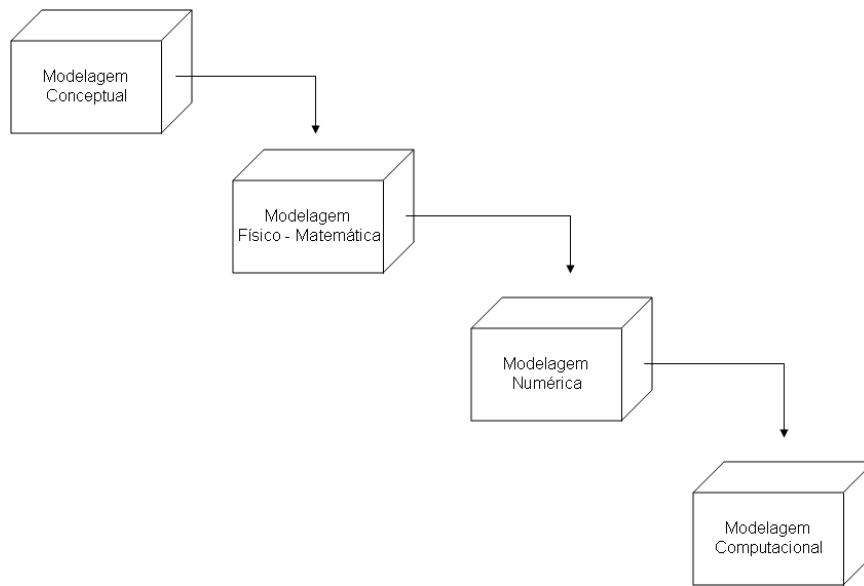 Modelagem
Conceptual
Modelagem
Físico - Matemática
Modelagem
Numérica
Modelagem
Computacional